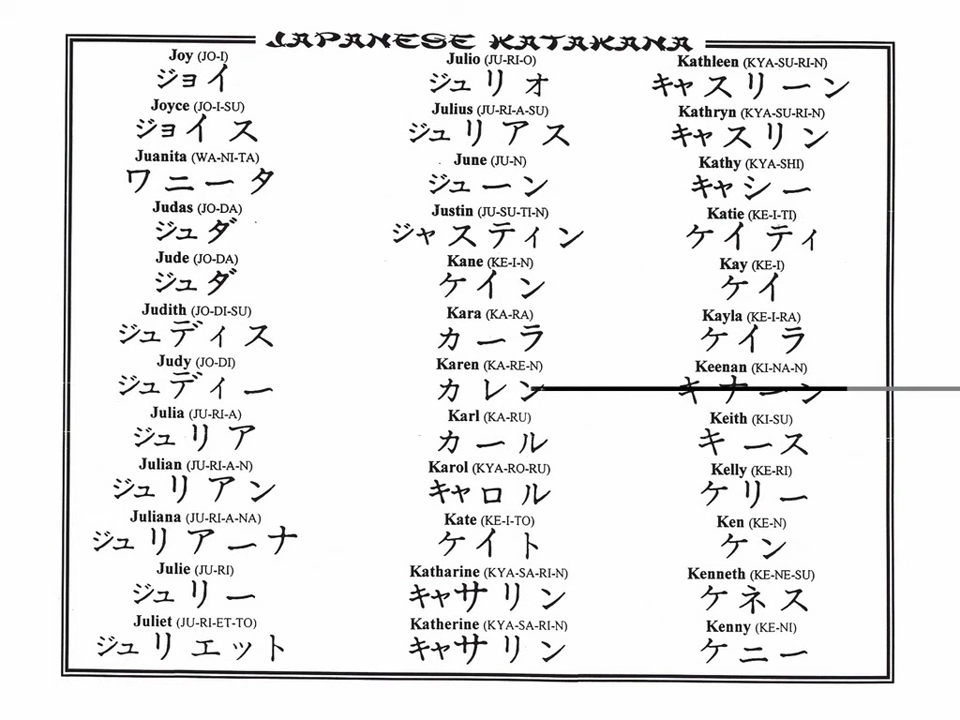 JAPANESE KATAKANA
Joy (JO-I)
ジョイ
Joyce (JO-I-SU)
ジョイス
Juanita (WA-NI-TA)
ワニータ
Judas (JO-DA)
ジュダ
Jude (JO-DA)
ジュダ
Judith (JO-DI-SU)
ジュディス
Judy (JO-DI)
ジュディー
Julia (JU-RI-A)
ジュリア
Julian (JU-RI-A-N)
ジュリアン
Juliana (JU-RI-A-NA)
ジュリアーナ
Julie (JU-RI)
ジュリー
Juliet (JU-RI-ET-TO)
ジュリエット
Julio (JU-RI-O)
ジュリオ
Julius (JU-RI-A-SU)
ジュリアス
June (JU-N)
ジューン
Justin (JU-SU-TI-N)
ジャスティン
Kane (KE-I-N)
ケイン
Kara (KA-RA)
カーラ
Karen (KA-RE-N)
カレン
Karl (KA-RU)
カール
Karol (KYA-RO-RU)
キャロル
Kate (KE-I-TO)
ケイト
Katharine (KYA-SA-RI-N)
キャサリン
Katherine (KYA-SA-RI-N)
キャサリン
Kathleen (KYA-SU-RI-N)
キャスリーン
Kathryn (KYA-SU-RI-N)
キャスリン
Kathy (KYA-SHI)
キャシー
Katie (KE-I-TI)
ケイティ
Kay (KE-I)
ケイ
Kayla (KE-I-RA)
ケイラ
Keenan (KI-NA-N)
キナーン
Keith (KI-SU)
キース
Kelly (KE-RI)
ケリー
Ken (KE-N)
ケン
Kenneth (KE-NE-SU)
ケネス
Kenny (KE-NI)
ケニー